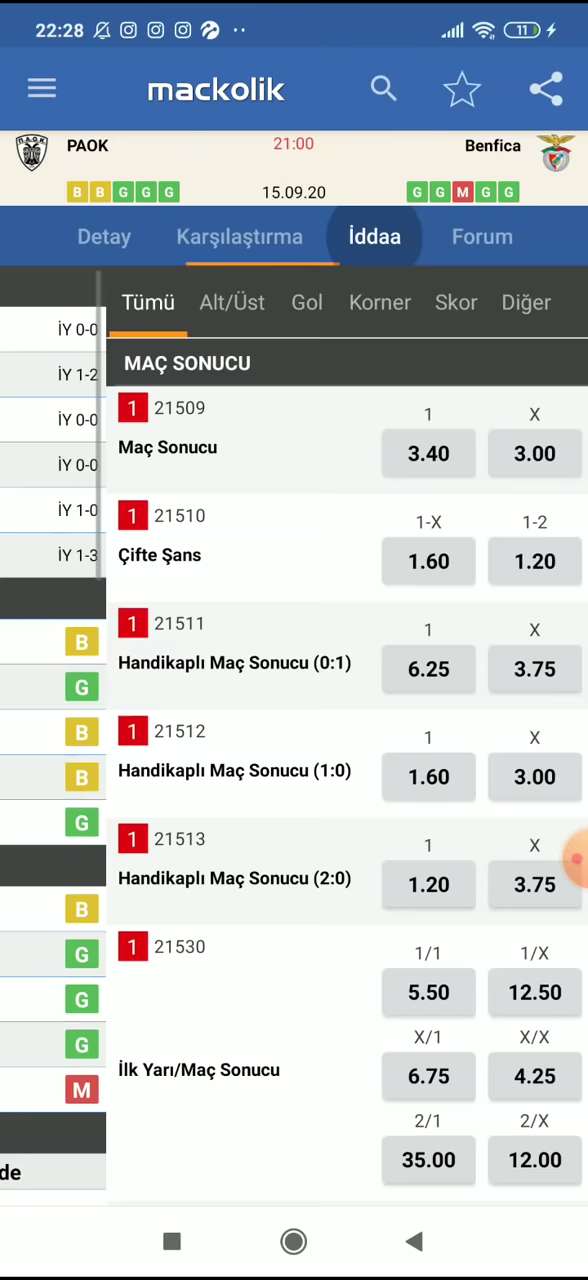 22:28
11
mackolik
Π.Α.Ο.Κ
PAOK 21:00 Benfica
B B G G G 15.09.20 G G M G G
Detay Karşılaştırma İddaa Forum
Tümü Alt/Üst Gol Korner Skor Diğer
İY 0-0
İY 1-2
İY 0-0
İY 0-0
İY 1-0
İY 1-3
B
G
B
B
G
B
G
G
G
M
de
MAÇ SONUCU
1 21509 1 X
Maç Sonucu 3.40 3.00
1 21510 1-X 1-2
Çifte Şans 1.60 1.20
1 21511 1 X
Handikaplı Maç Sonucu (0:1) 6.25 3.75
1 21512 1 X
Handikaplı Maç Sonucu (1:0) 1.60 3.00
1 21513 1 X
Handikaplı Maç Sonucu (2:0) 1.20 3.75
1 21530 1/1 1/X
5.50 12.50
X/1 X/X
İlk Yarı/Maç Sonucu 6.75 4.25
2/1 2/X
35.00 12.00